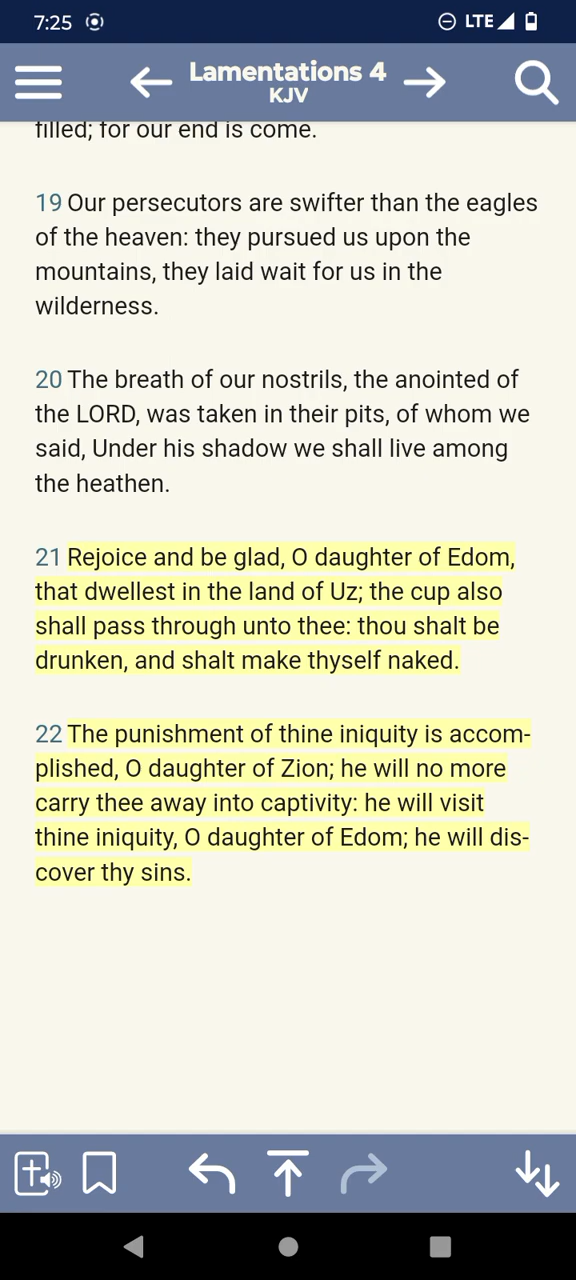 7:25
LTE
Lamentations 4
KJV
filled; for our end is come.
19 Our persecutors are swifter than the eagles
of the heaven: they pursued us upon the
mountains, they laid wait for us in the
wilderness.
20 The breath of our nostrils, the anointed of
the LORD, was taken in their pits, of whom we
said, Under his shadow we shall live among
the heathen.
21 Rejoice and be glad, O daughter of Edom,
that dwellest in the land of Uz; the cup also
shall pass through unto thee: thou shalt be
drunken, and shalt make thyself naked.
22 The punishment of thine iniquity is accom-
plished, O daughter of Zion; he will no more
carry thee away into captivity: he will visit
thine iniquity, O daughter of Edom; he will dis-
cover thy sins.